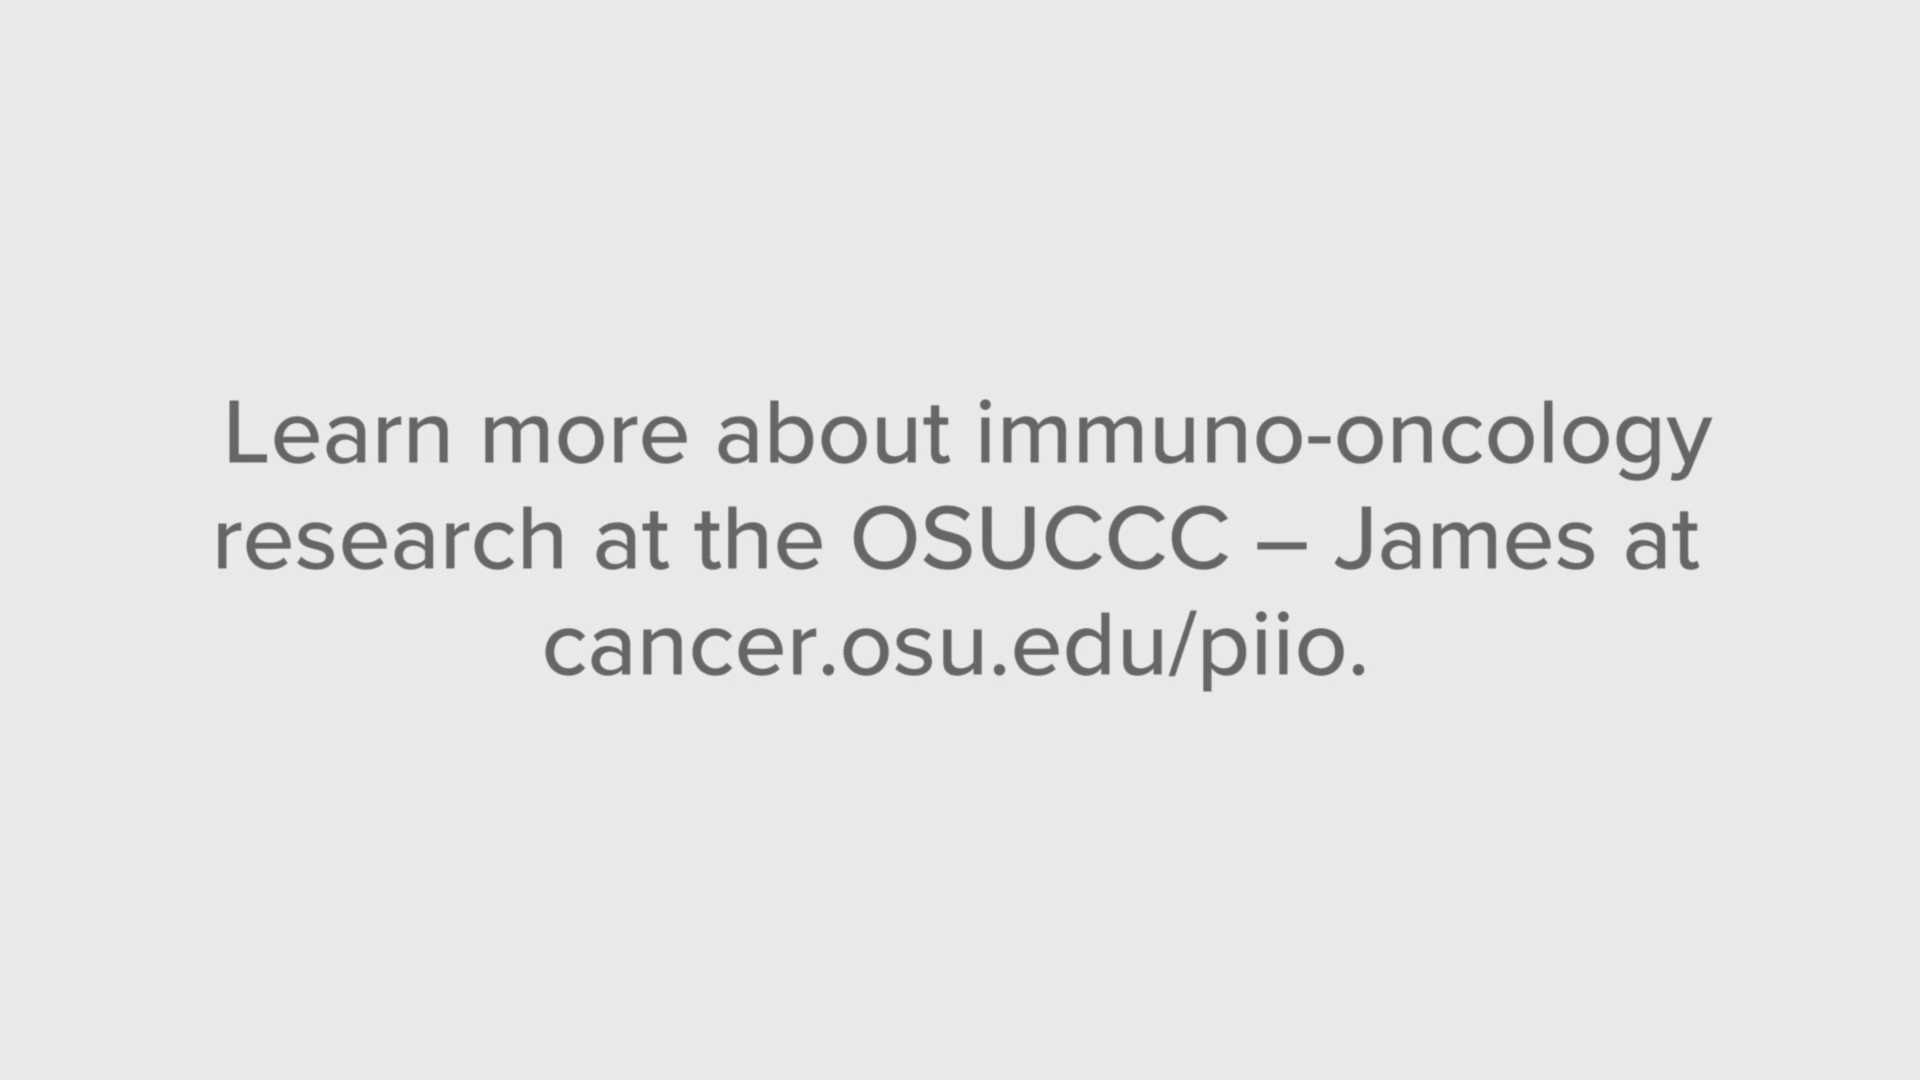 Learn more about immuno-oncology
research at the OSUCCC – James at
cancer.osu.edu/piio.